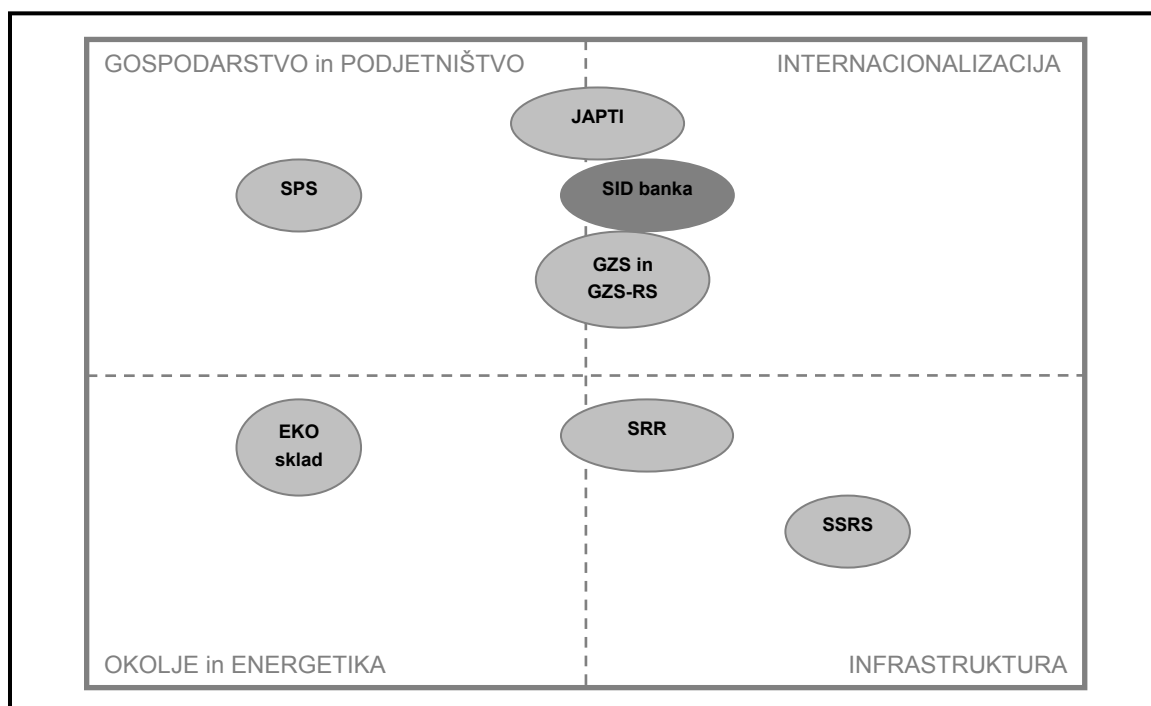 GOSPODARSTVO in PODJETNIŠTVO
INTERNACIONALIZACIJA
JAPTI
SPS
SID banka
GZS in
GZS-RS
EKO
sklad
SRR
SSRS
OKOLJE in ENERGETIKA
INFRASTRUKTURA